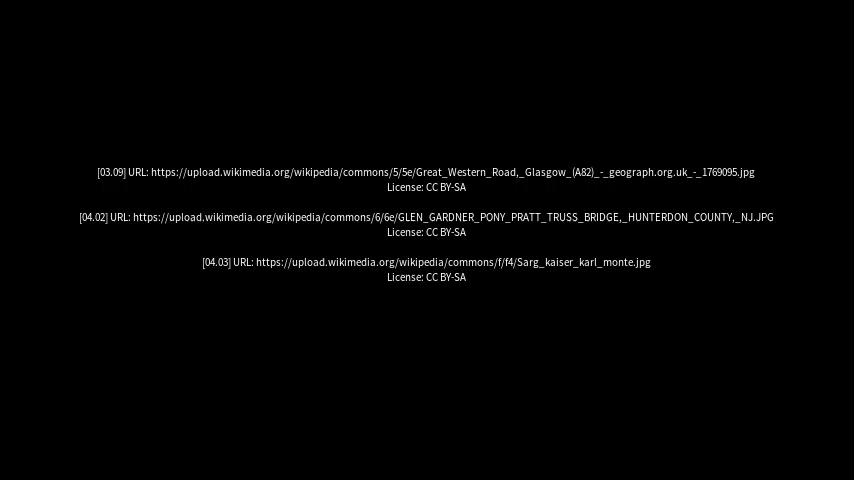 [03.09] URL: https://upload.wikimedia.org/wikipedia/commons/5/5e/Great_Western_Road,_Glasgow_(A82)_-_geograph.org.uk_-_1769095.jpg
License: CC BY-SA
[04.02] URL: https://upload.wikimedia.org/wikipedia/commons/6/6e/GLEN_GARDNER_PONY_PRATT_TRUSS_BRIDGE,_HUNTERDON_COUNTY,_NJ.JPG
License: CC BY-SA
[04.03] URL: https://upload.wikimedia.org/wikipedia/commons/f/f4/Sarg_kaiser_karl_monte.jpg
License: CC BY-SA